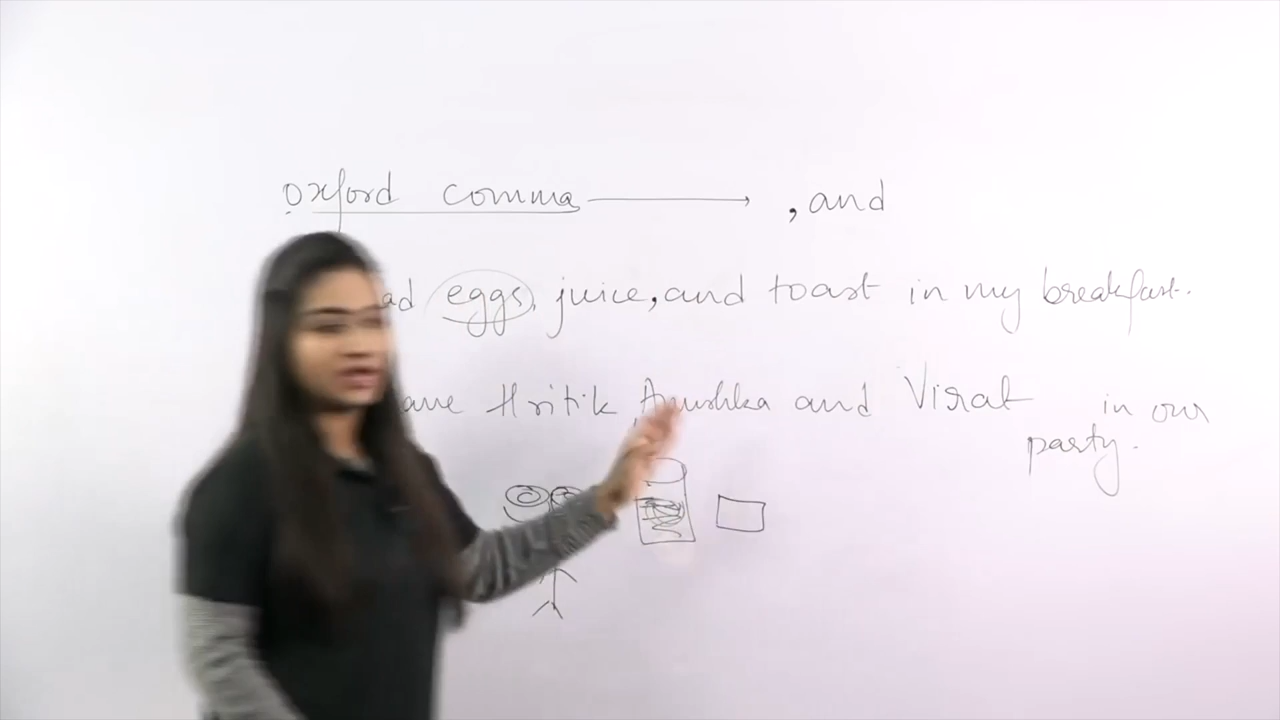 Oxford comma , and
ad eggs, juice, and toast in my breakfast.
ave Hritik, Anushka and Virat in our
party.